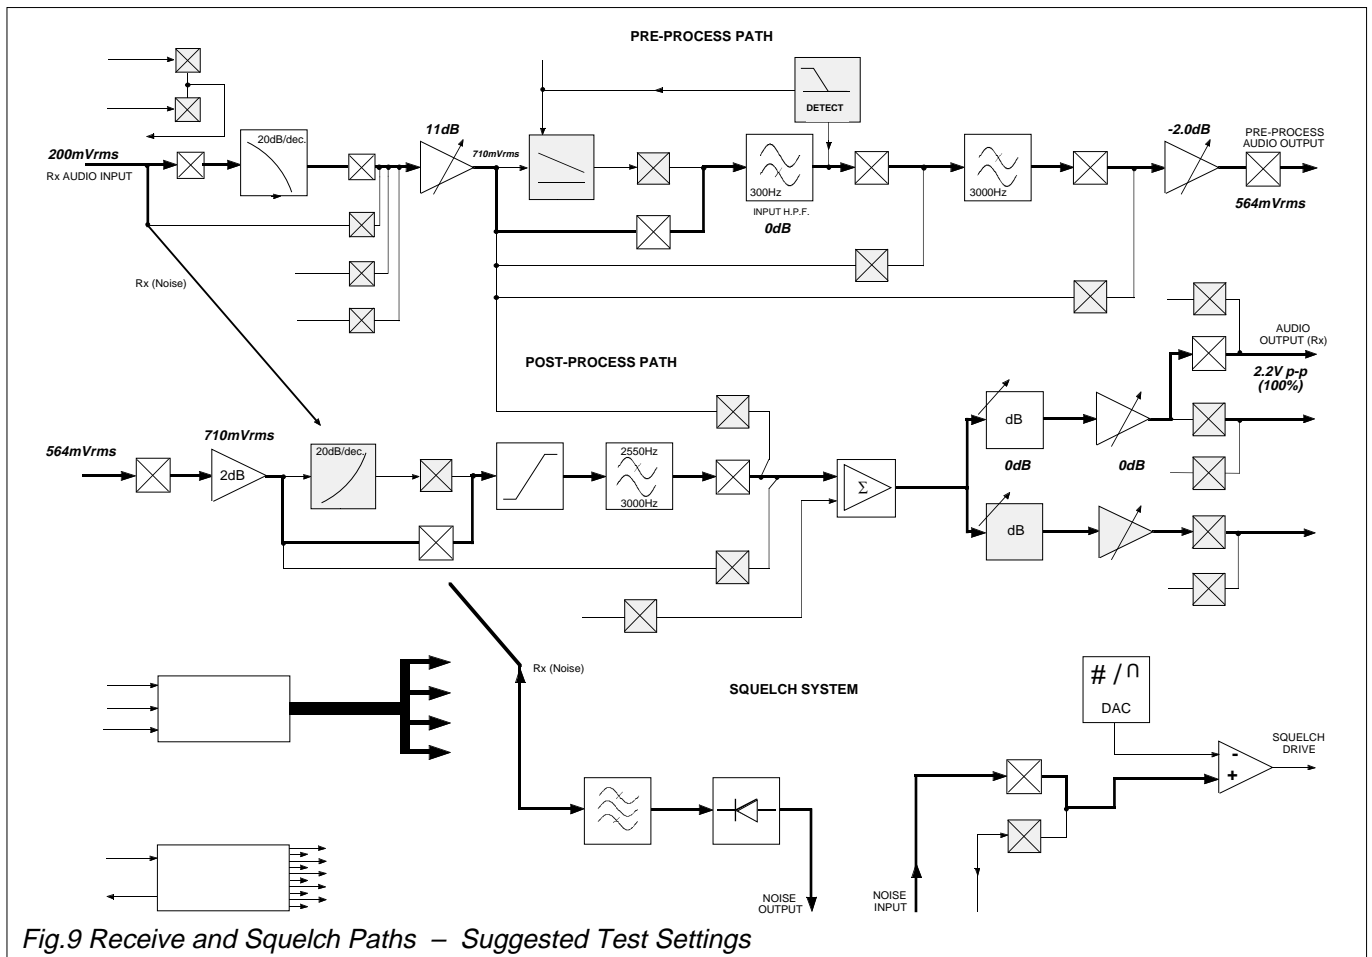 PRE-PROCESS PATH
DETECT
20dB/dec.
11dB
710mVrms
-2.0dB
PRE-PROCESS
AUDIO OUTPUT
200mVrms
Rx AUDIO INPUT
300Hz
3000Hz
564mVrms
INPUT H.P.F.
0dB
Rx (Noise)
AUDIO
OUTPUT (Rx)
2.2V p-p
(100%)
POST-PROCESS PATH
564mVrms
710mVrms
2dB
20dB/dec.
2550Hz
3000Hz
Σ
dB
0dB
0dB
dB
Rx (Noise)
SQUELCH SYSTEM
# / ∩
DAC
SQUELCH
DRIVE
-
+
NOISE
OUTPUT
NOISE
INPUT
Fig.9 Receive and Squelch Paths – Suggested Test Settings